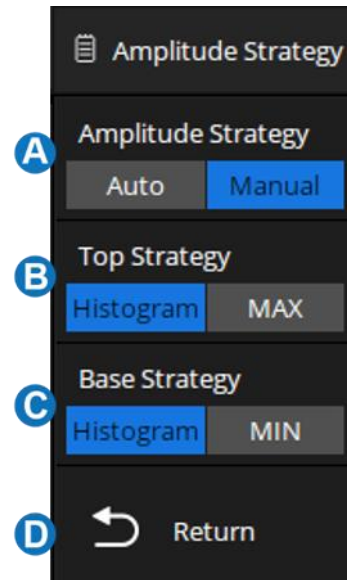 Amplitude Strategy
A
Amplitude Strategy
Auto Manual
B
Top Strategy
Histogram MAX
C
Base Strategy
Histogram MIN
D
Return